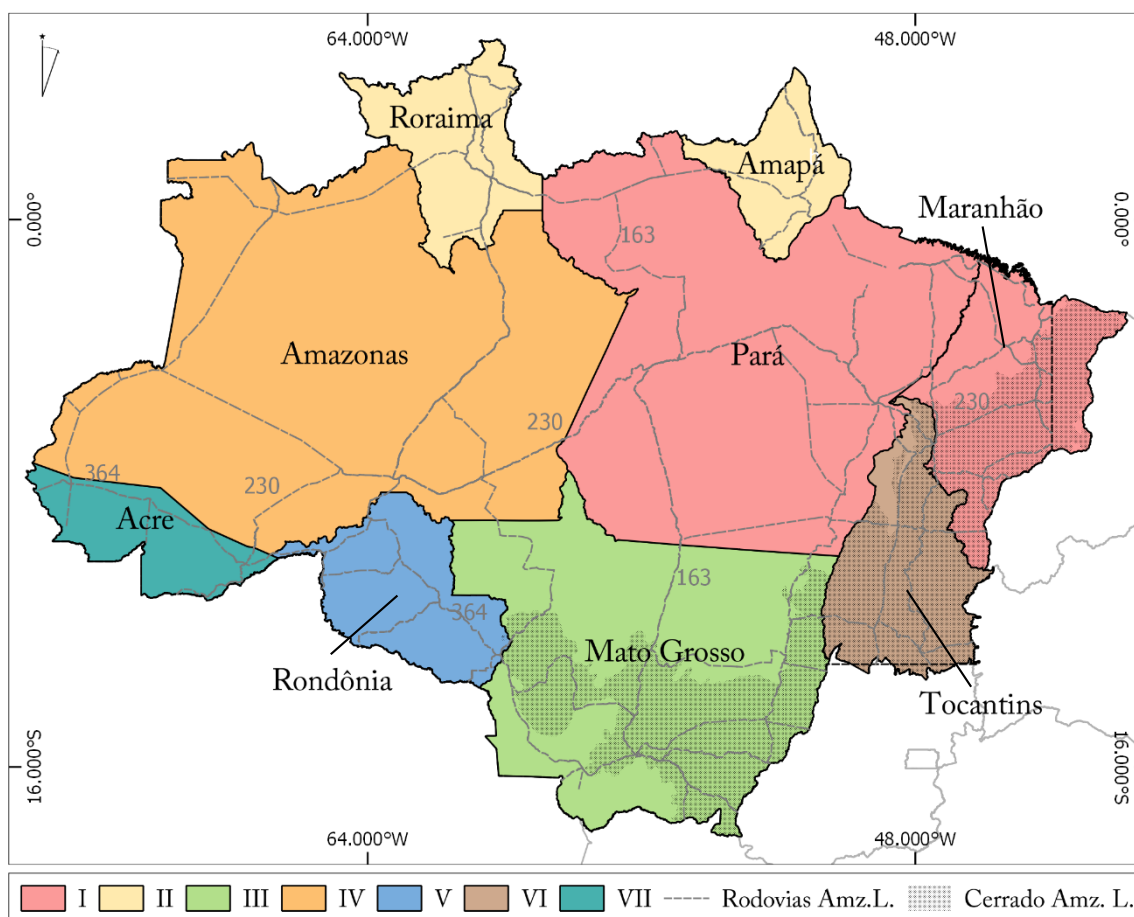 64.000°W 48.000°W
Roraima
Amapá
Maranhão
0.000° 0.000°
163
Amazonas
Pará
230
230
364
230
Acre
163
364
Mato Grosso
Rondônia
Tocantins
16.000°S 16.000°S
64.000°W 48.000°W
I II III IV V VI VII Rodovias Amz.L. Cerrado Amz. L.